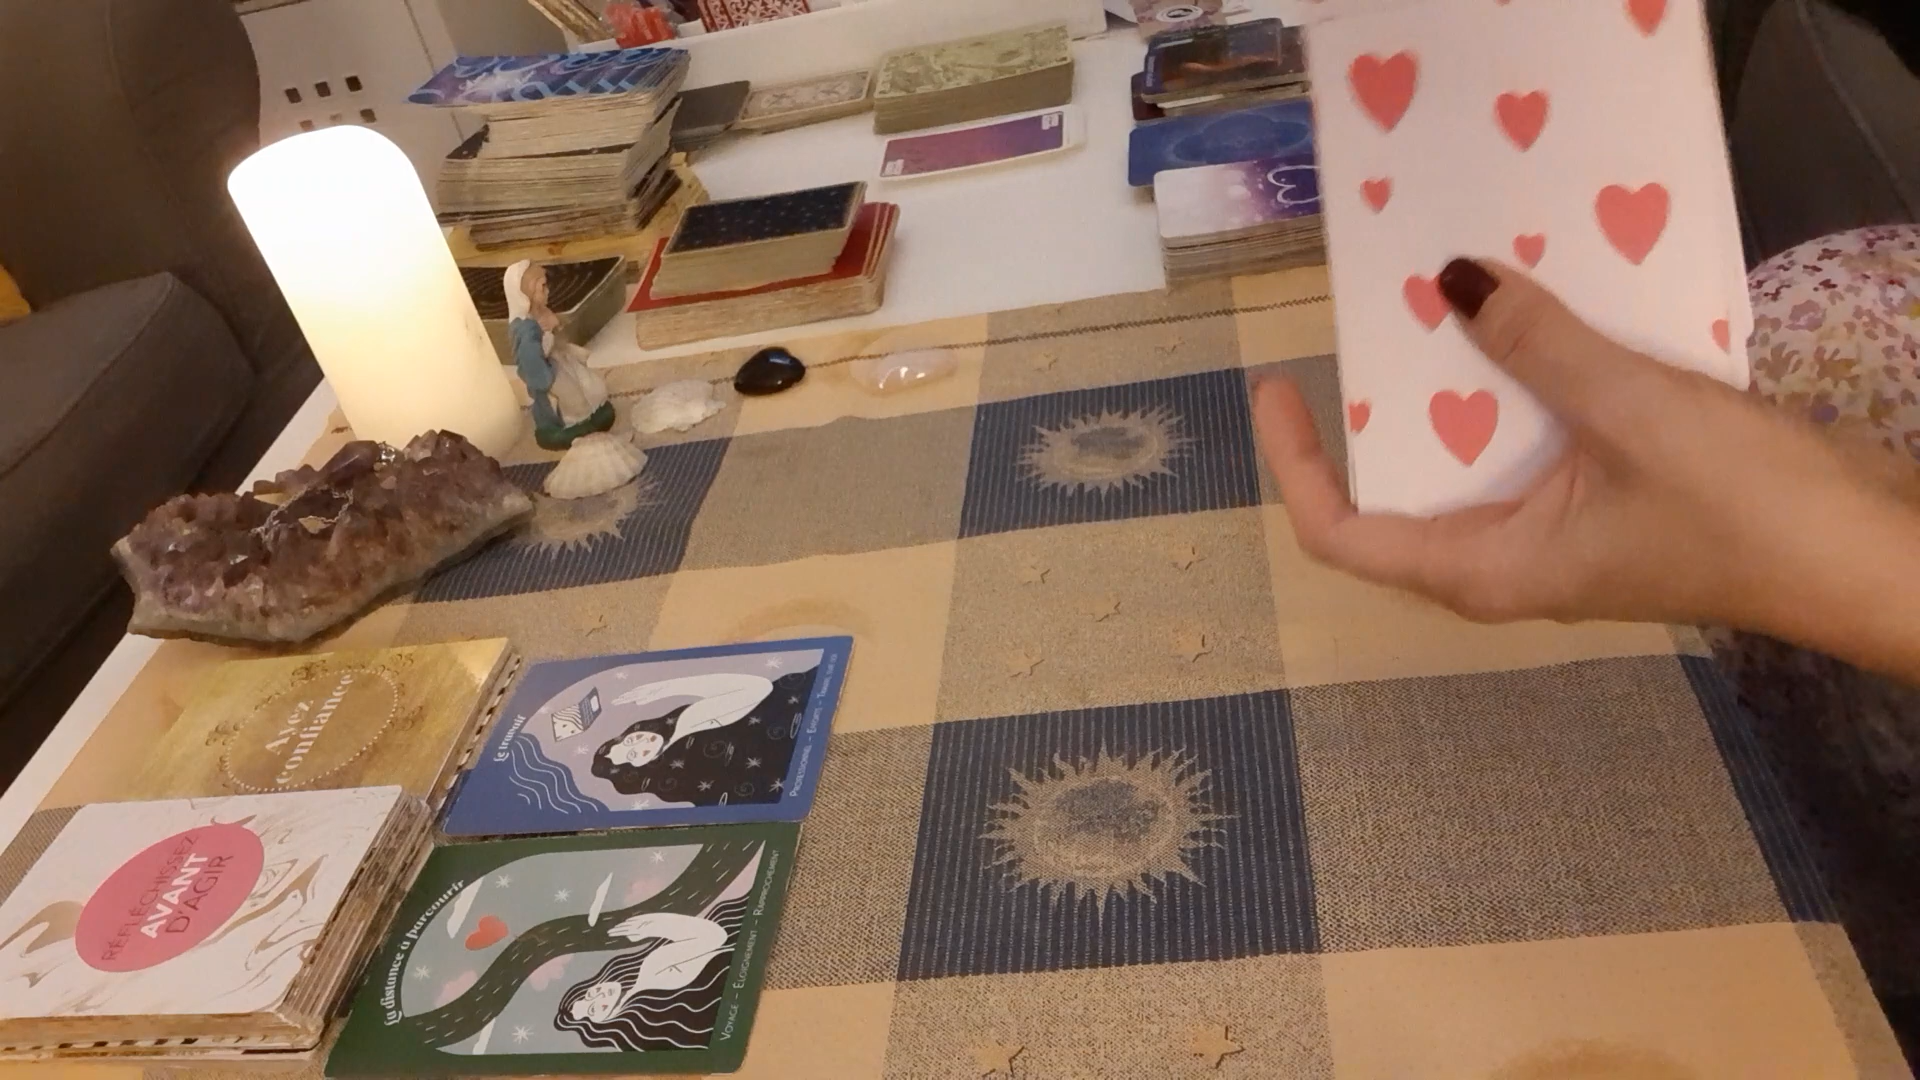 Ayez
confiance
Le travail
PROFESSIONNEL – EFFORTS – TRAVAIL SUR SOI
RÉFLÉCHISSEZ
AVANT
D'AGIR
La distance à parcourir
VOYAGE – ÉLOIGNEMENT – RAPPROCHEMENT